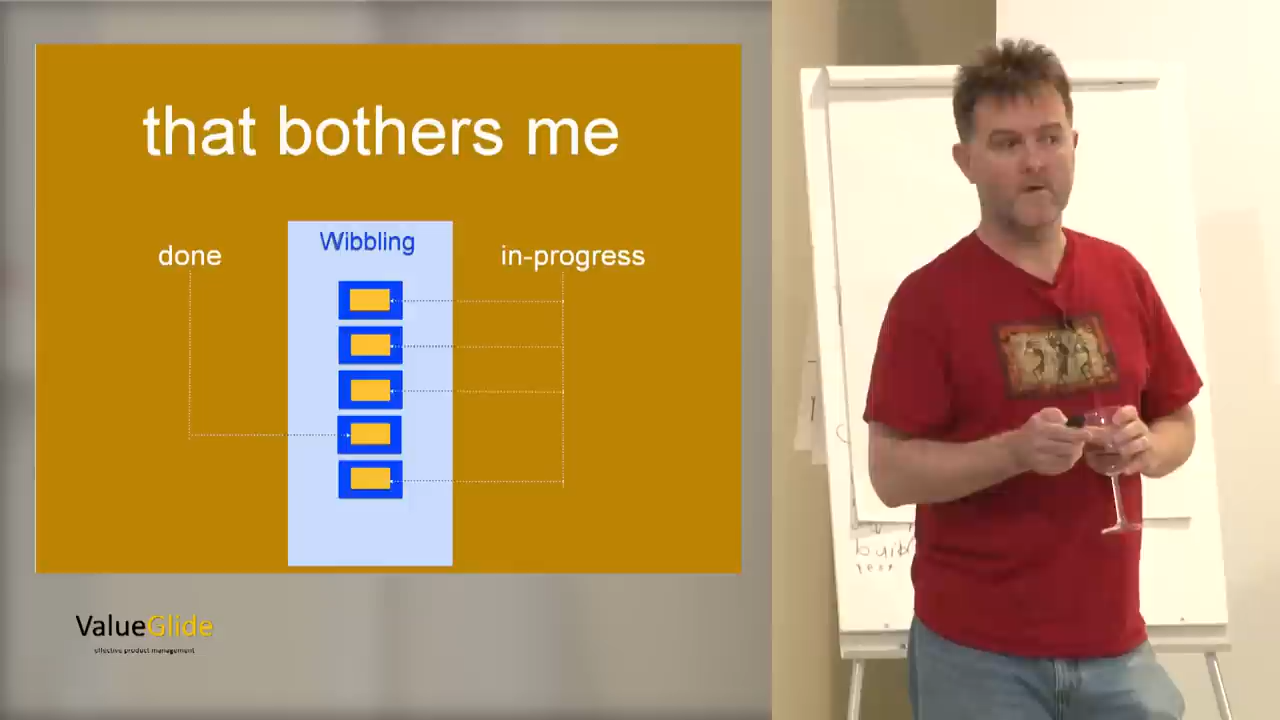 that bothers me
Wibbling
done
in-progress
ValueGlide
effective product management